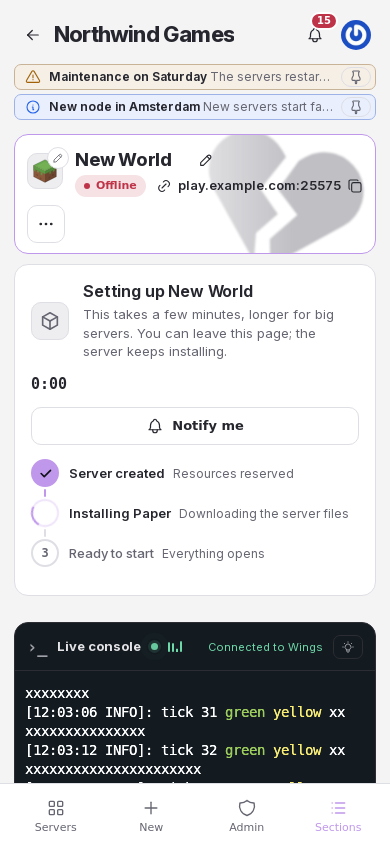 Northwind Games
15
Maintenance on Saturday The servers restar…
New node in Amsterdam New servers start fa…
New World
Offline
play.example.com:25575
Setting up New World
This takes a few minutes, longer for big
servers. You can leave this page; the
server keeps installing.
0:00
Notify me
Server created Resources reserved
Installing Paper Downloading the server files
3 Ready to start Everything opens
Live console
Connected to Wings
xxxxxxxx
[12:03:06 INFO]: tick 31 green yellow xx
xxxxxxxxxxxxxxx
[12:03:12 INFO]: tick 32 green yellow xx
xxxxxxxxxxxxxxxxxxxxxx
Servers
New
Admin
Sections